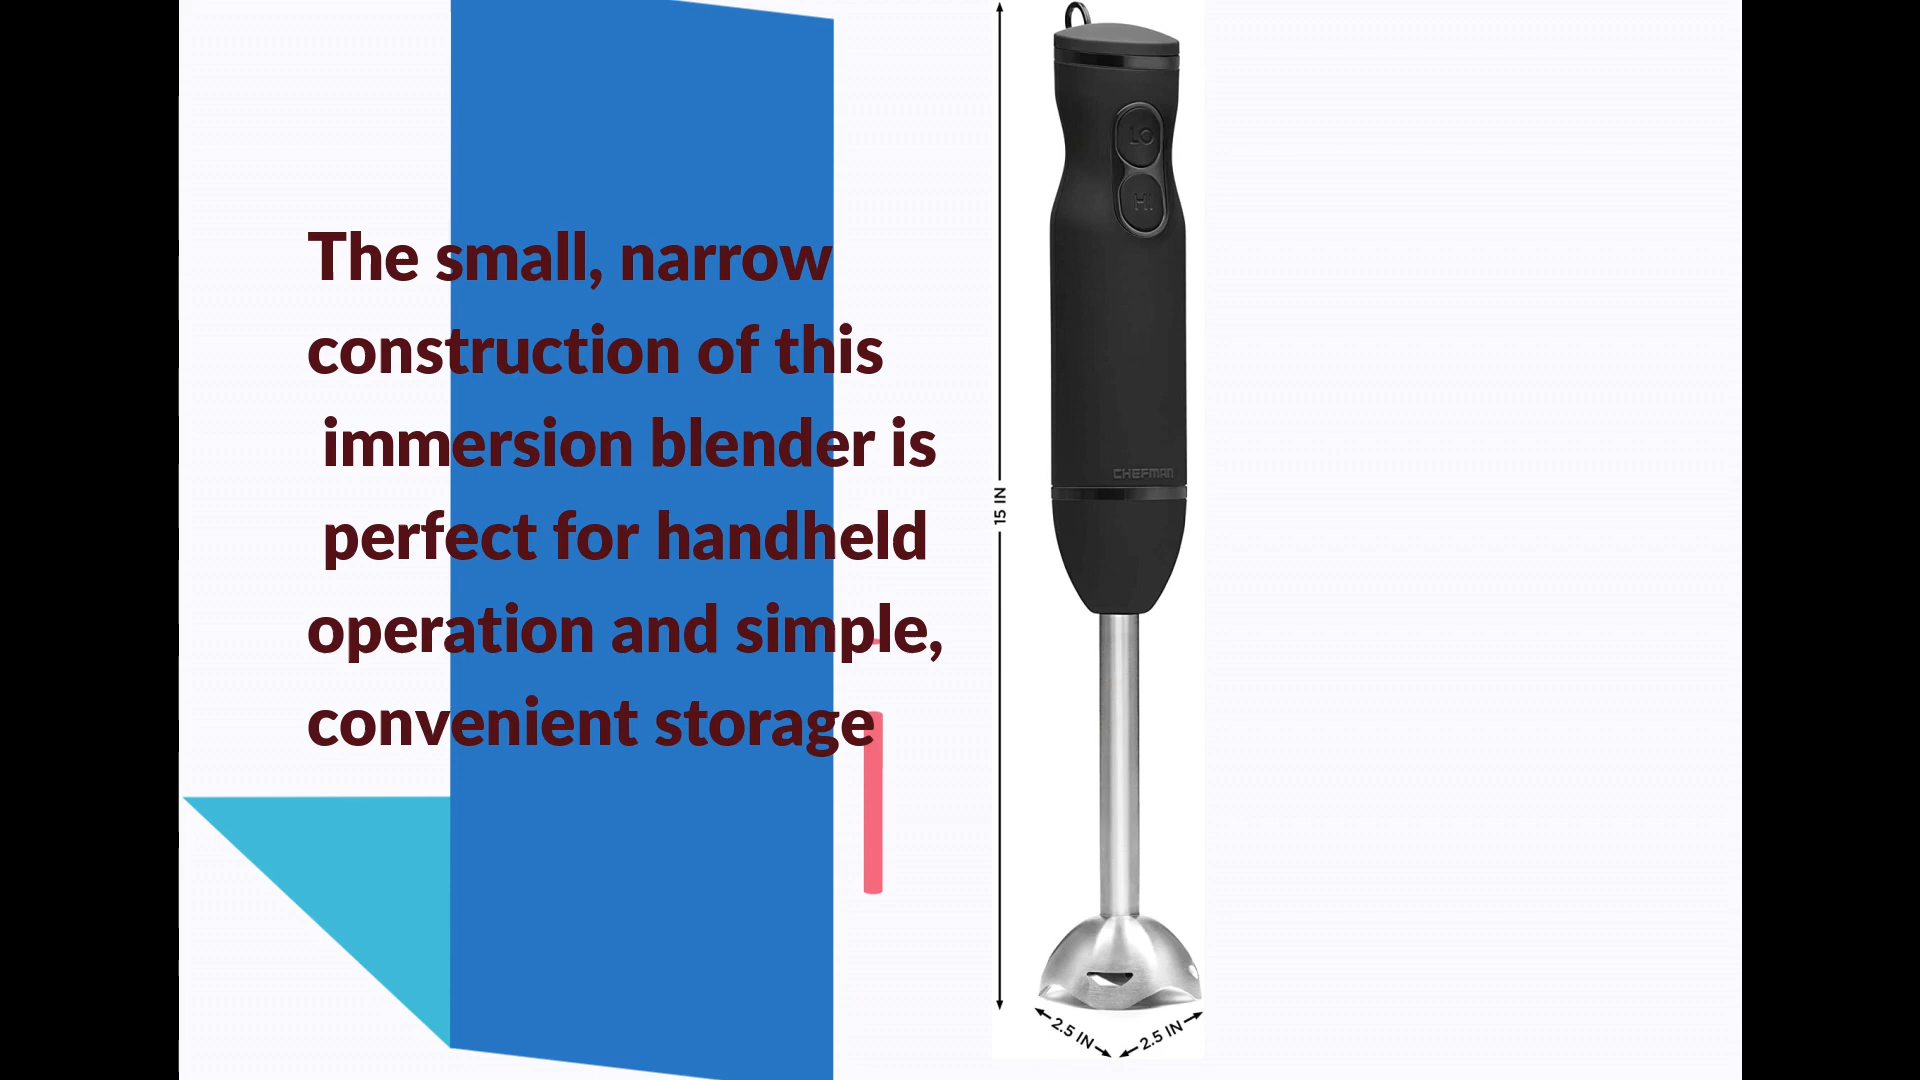 The small, narrow
construction of this
immersion blender is
perfect for handheld
operation and simple,
convenient storage
LO
HI
CHEFMAN
15 IN
2.5 IN
2.5 IN